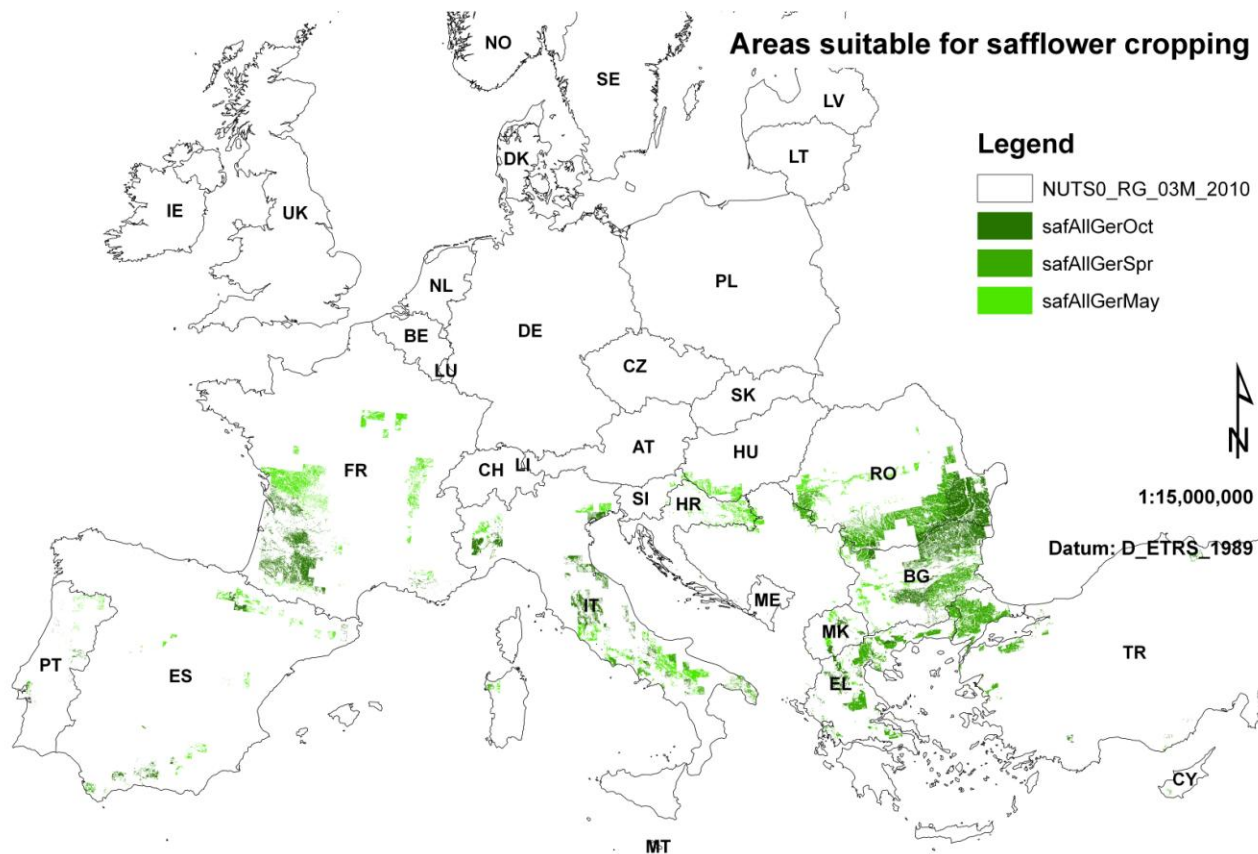 Areas suitable for safflower cropping
Legend
NUTS0_RG_03M_2010
safAllGerOct
safAllGerSpr
safAllGerMay
N
1:15,000,000
Datum: D_ETRS_1989
NO
SE
LV
LT
DK
IE
UK
NL
PL
BE
DE
LU
CZ
SK
AT
HU
FR
CH
LI
RO
SI
HR
BG
IT
ME
MK
PT
ES
TR
EL
CY
MT